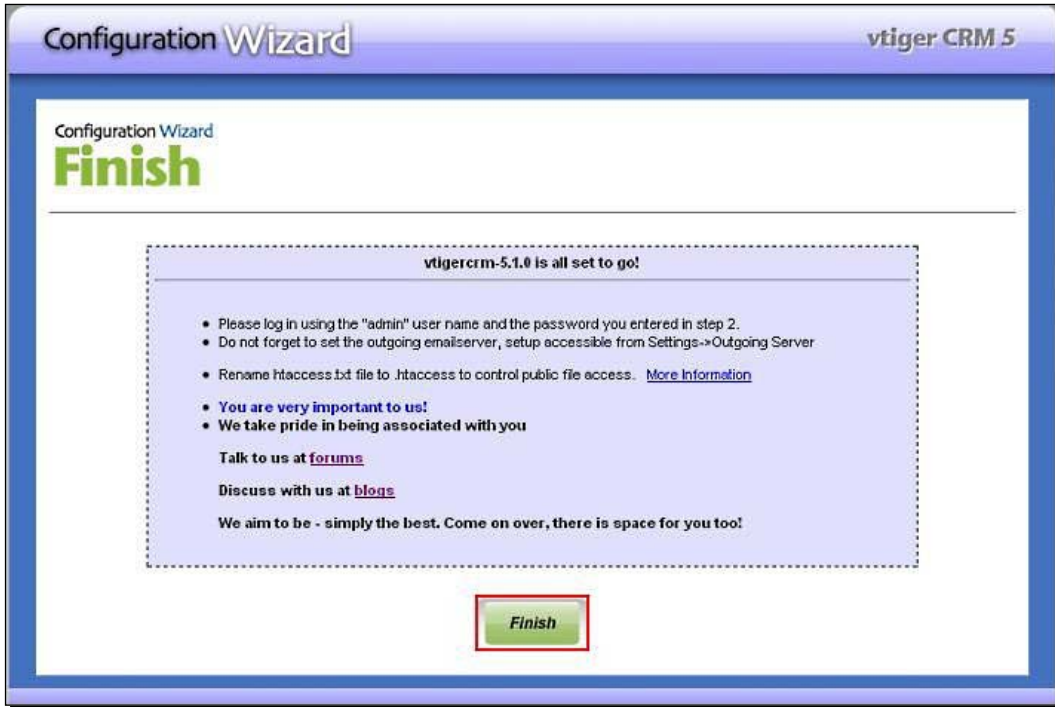 Configuration Wizard
vtiger CRM 5
Configuration Wizard
Finish
vtigercrm-5.1.0 is all set to go!
Please log in using the "admin" user name and the password you entered in step 2.
Do not forget to set the outgoing emailserver, setup accessible from Settings->Outgoing Server
Rename htaccess.txt file to .htaccess to control public file access. More Information
You are very important to us!
We take pride in being associated with you
Talk to us at forums
Discuss with us at blogs
We aim to be - simply the best. Come on over, there is space for you too!
Finish